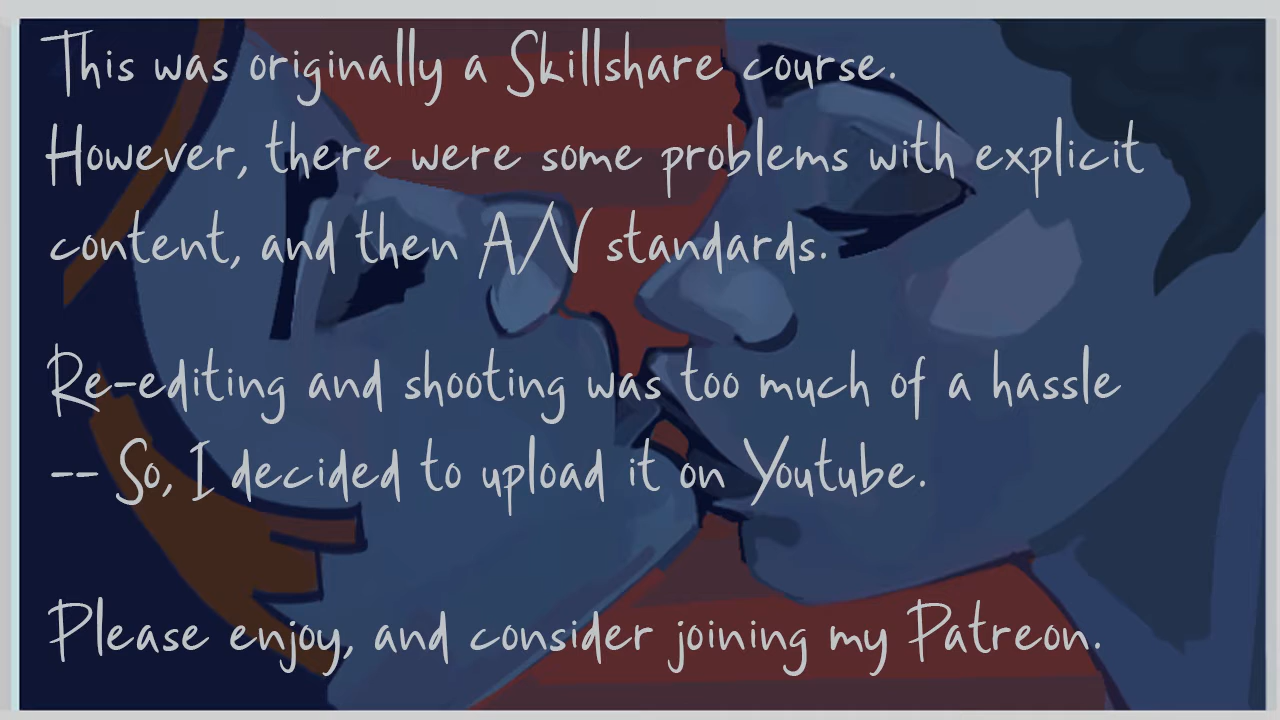 This was originally a Skillshare course.
However, there were some problems with explicit
content, and then AN standards.
Re-editing and shooting was too much of a hassle
-- So, I decided to upload it on Youtube.
Please enjoy, and consider joining my Patreon.